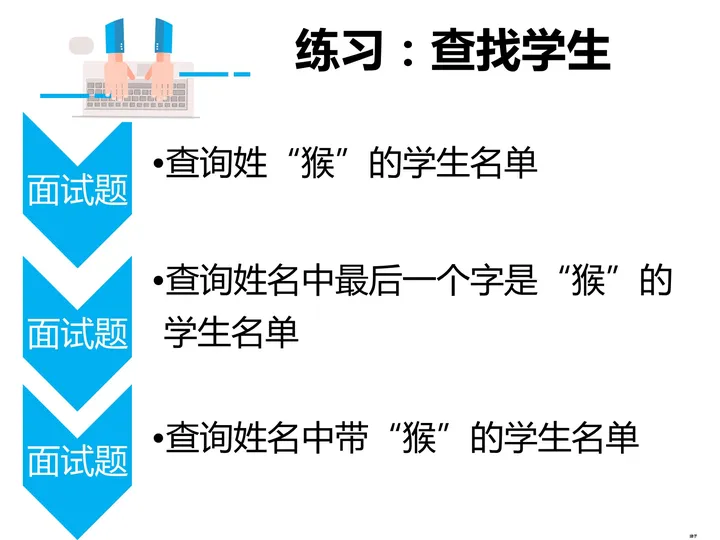 练习：查找学生
面试题
•查询姓“猴”的学生名单
面试题
•查询姓名中最后一个字是“猴”的
学生名单
面试题
•查询姓名中带“猴”的学生名单